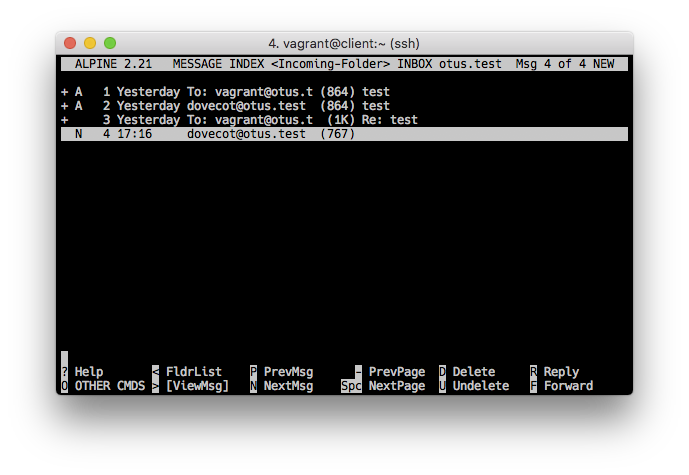 4. vagrant@client:~ (ssh)
ALPINE 2.21   MESSAGE INDEX <Incoming-Folder> INBOX otus.test  Msg 4 of 4 NEW
+ A   1 Yesterday To: vagrant@otus.t (864) test
+ A   2 Yesterday dovecot@otus.test  (864) test
+     3 Yesterday To: vagrant@otus.t  (1K) Re: test
  N   4 17:16     dovecot@otus.test  (767)
? Help       < FldrList    P PrevMsg      - PrevPage  D Delete     R Reply
O OTHER CMDS > [ViewMsg]   N NextMsg    Spc NextPage  U Undelete   F Forward